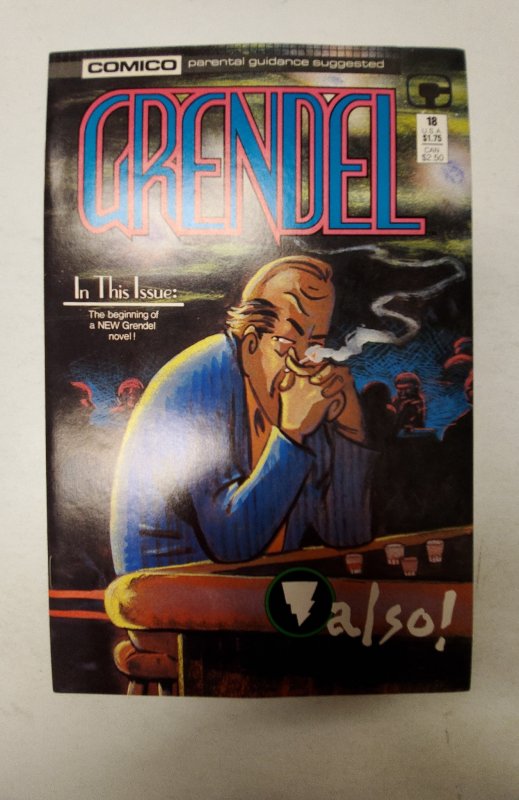 COMICO parental guidance suggested
GRENDEL
18
U.S.A.
$1.75
CAN
$2.50
In This Issue:
The beginning of
a NEW Grendel
novel!
also!